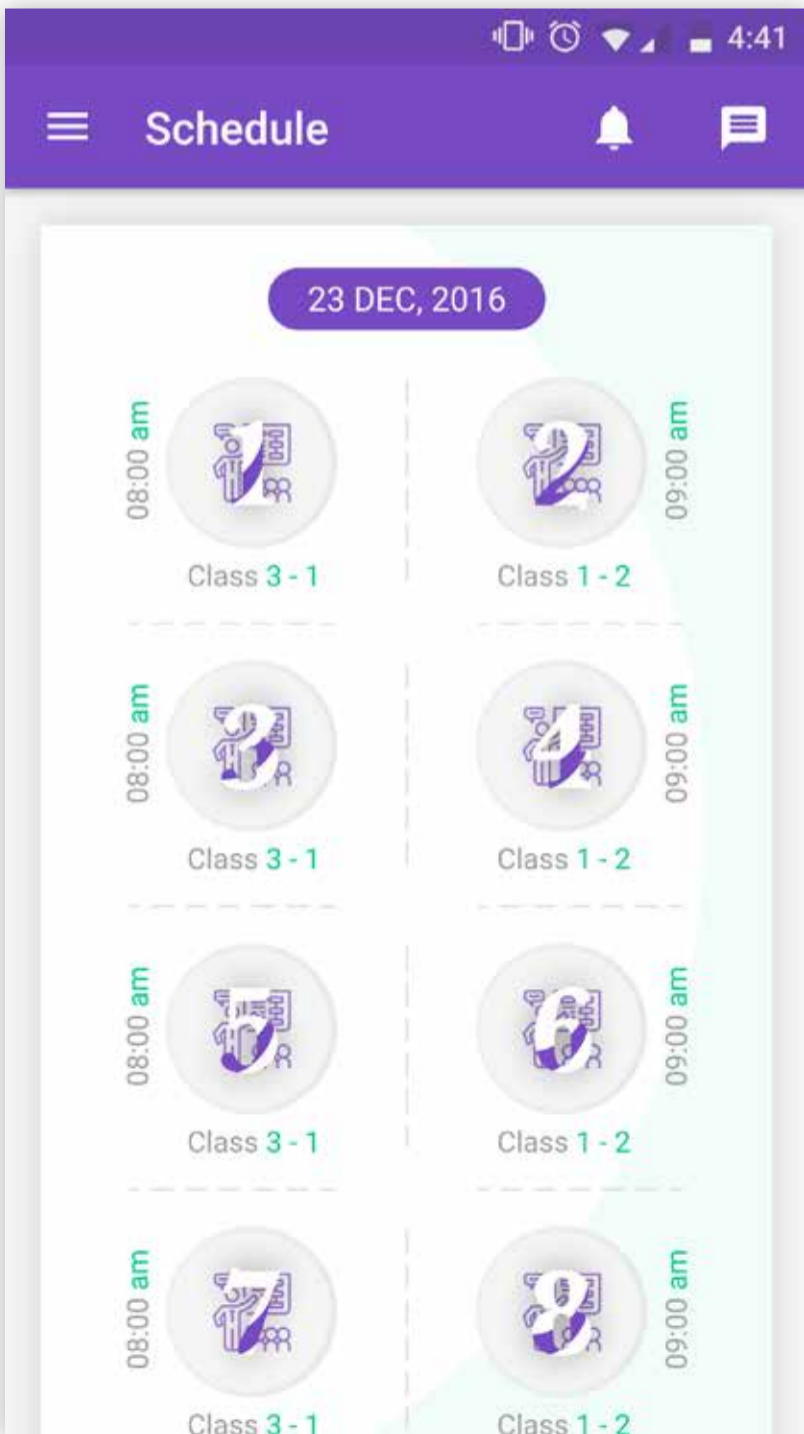 4:41
Schedule
23 DEC, 2016
08:00 am
1
Class 3 - 1
2
09:00 am
Class 1 - 2
08:00 am
3
Class 3 - 1
4
09:00 am
Class 1 - 2
08:00 am
5
Class 3 - 1
6
09:00 am
Class 1 - 2
08:00 am
7
Class 3 - 1
8
09:00 am
Class 1 - 2